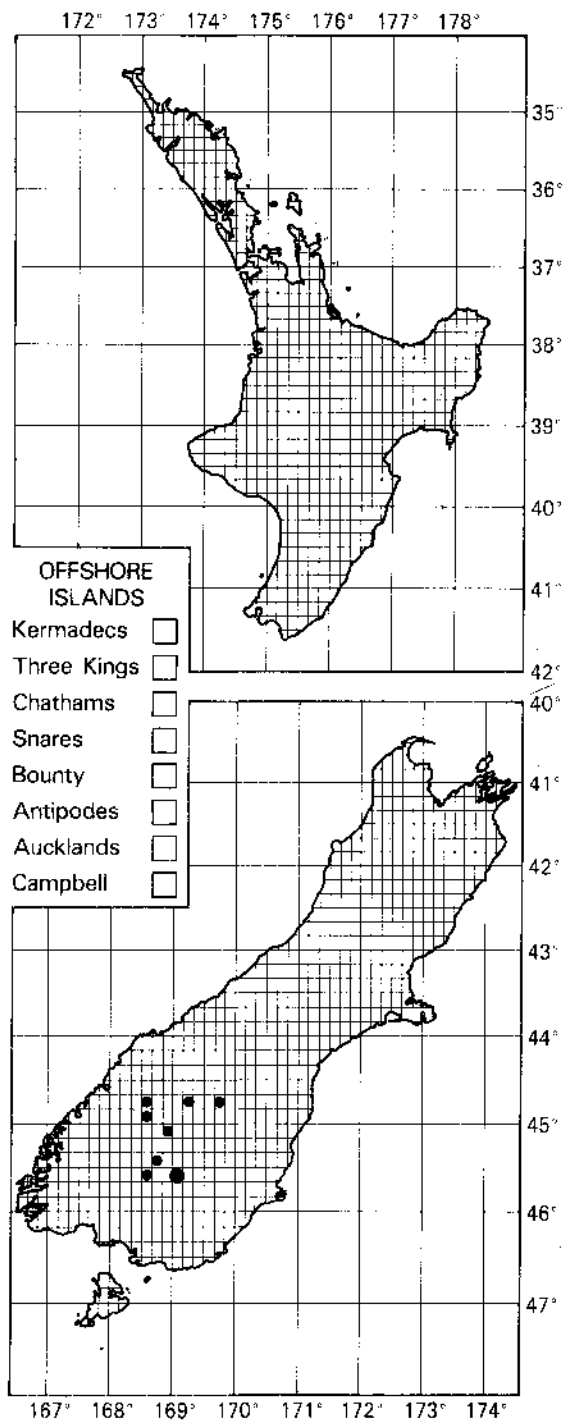 172° 173° 174° 175° 176° 177° 178°
35°
36°
37°
38°
39°
40°
41°
42°
OFFSHORE
ISLANDS
Kermadecs
Three Kings
Chathams
Snares
Bounty
Antipodes
Aucklands
Campbell
40°
41°
42°
43°
44°
45°
46°
47°
167° 168° 169° 170° 171° 172° 173° 174°